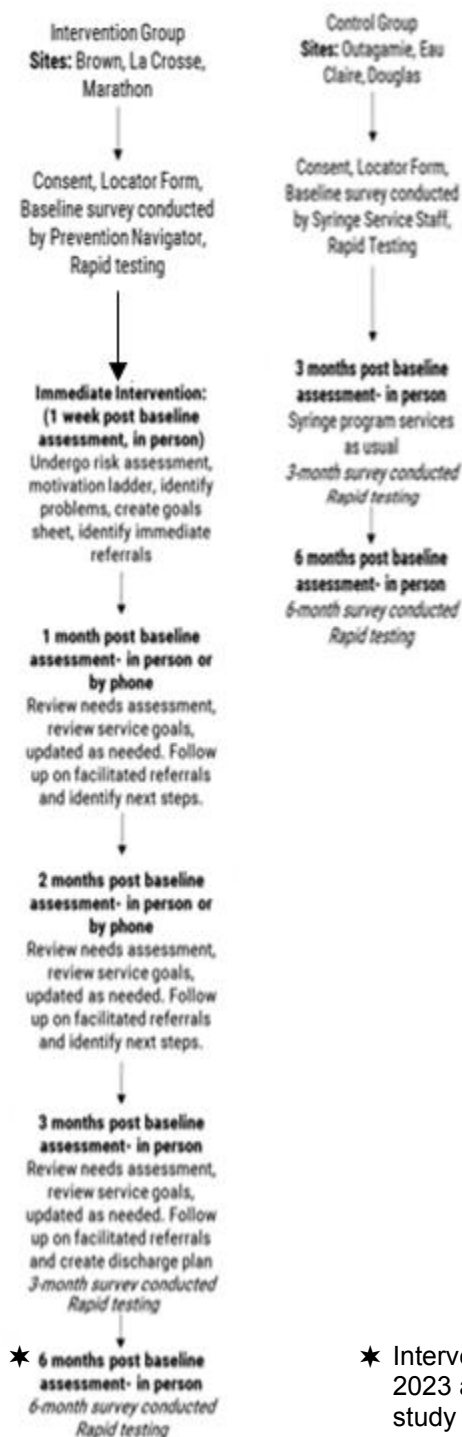 Intervention Group
Sites: Brown, La Crosse,
Marathon
Consent, Locator Form,
Baseline survey conducted
by Prevention Navigator,
Rapid testing
Immediate Intervention:
(1 week post baseline
assessment, in person)
Undergo risk assessment,
motivation ladder, identify
problems, create goals
sheet, identify immediate
referrals
1 month post baseline
assessment- in person or
by phone
Review needs assessment,
review service goals,
updated as needed. Follow
up on facilitated referrals
and identify next steps.
2 months post baseline
assessment- in person or
by phone
Review needs assessment,
review service goals,
updated as needed. Follow
up on facilitated referrals
and identify next steps.
3 months post baseline
assessment- in person
Review needs assessment,
review service goals,
updated as needed. Follow
up on facilitated referrals
and create discharge plan
3-month survey conducted
Rapid testing
★ 6 months post baseline
assessment- in person
6-month survey conducted
Rapid testing
Control Group
Sites: Outagamie, Eau
Claire, Douglas
Consent, Locator Form,
Baseline survey conducted
by Syringe Service Staff,
Rapid Testing
3 months post baseline
assessment- in person
Syringe program services
as usual
3-month survey conducted
Rapid testing
6 months post baseline
assessment- in person
6-month survey conducted
Rapid testing
★
2023
study